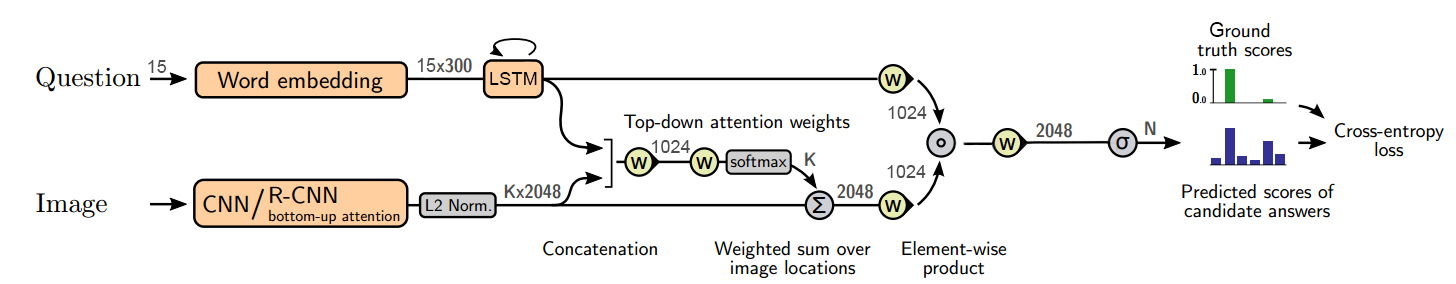 Question
15
Word embedding
15x300
LSTM
w
1024
Ground
truth scores
1.0
0.0
Top-down attention weights
w
1024
w
softmax
K
w
2048
σ
N
Cross-entropy
loss
Image
CNN/R-CNN
bottom-up attention
L2 Norm.
Kx2048
Σ
2048
w
1024
Predicted scores of
candidate answers
Concatenation
Weighted sum over
image locations
Element-wise
product